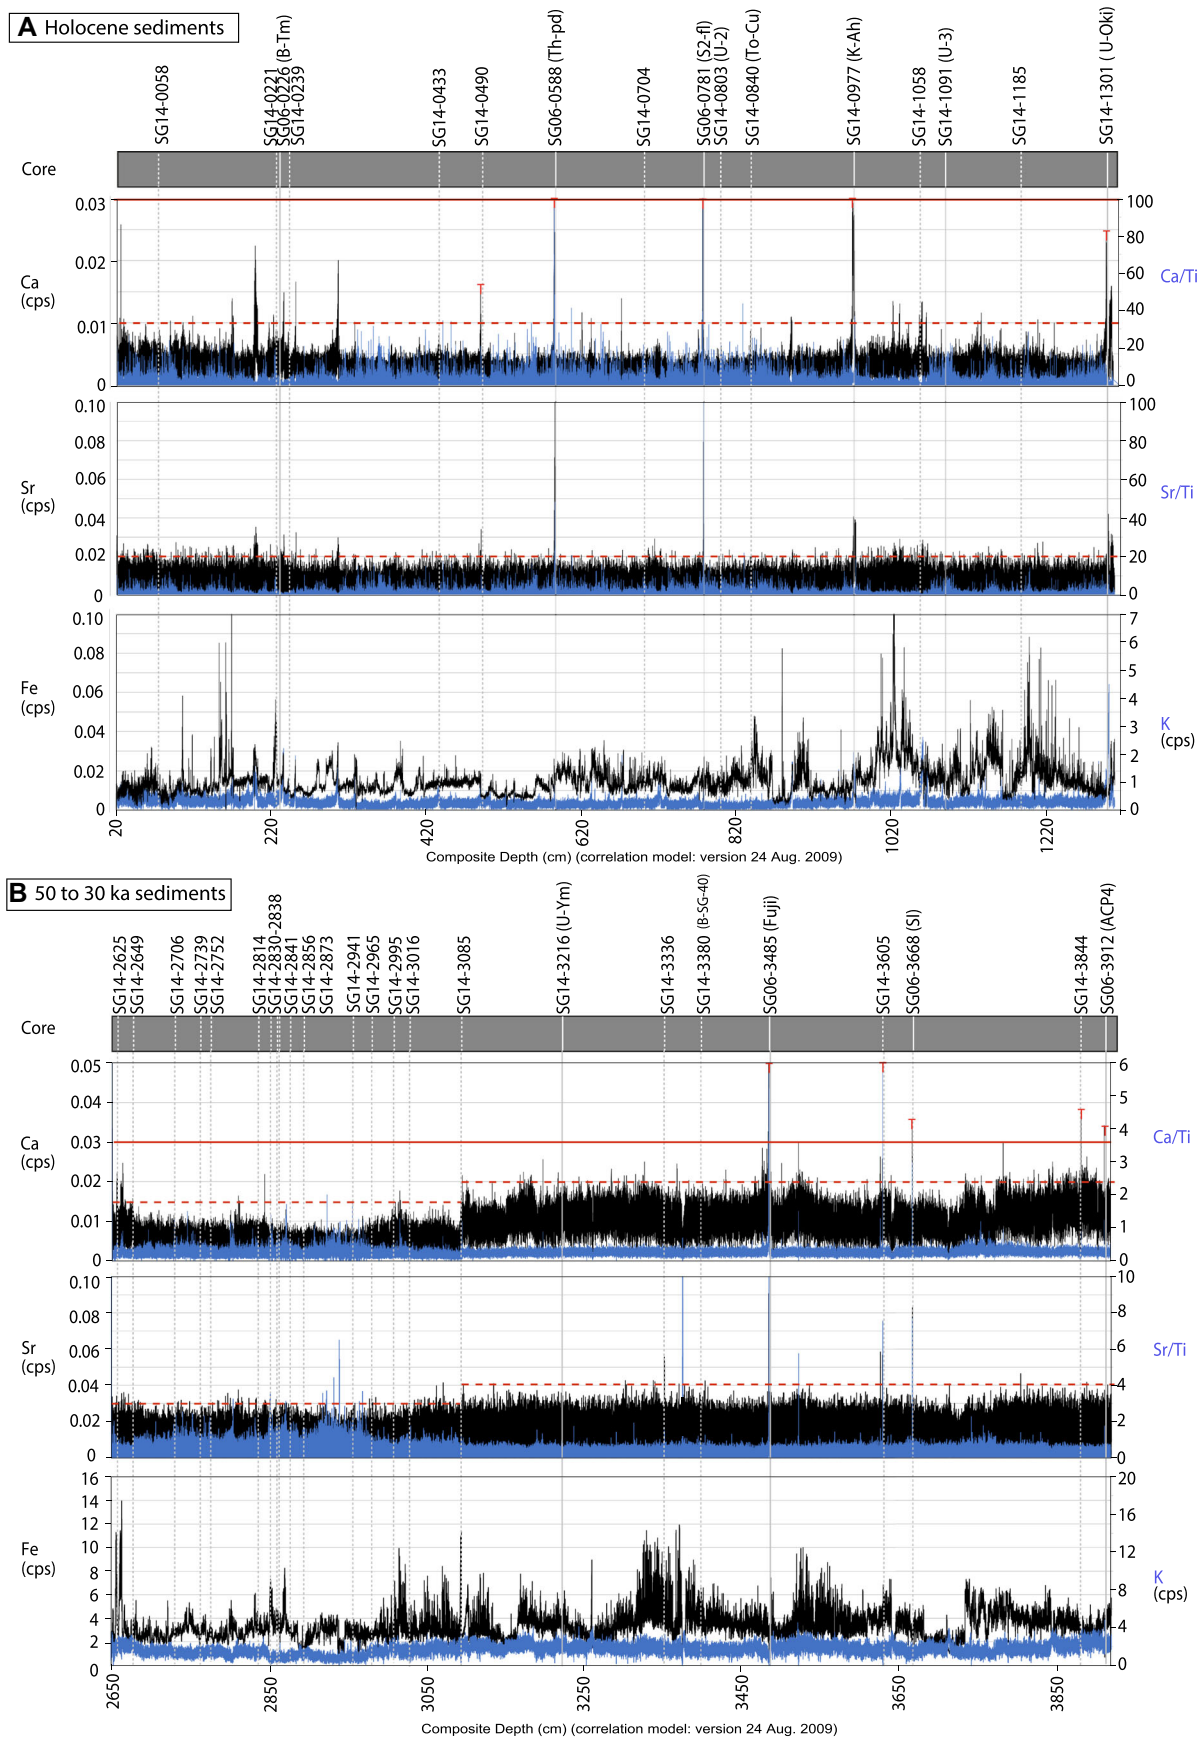 A Holocene sediments
SG14-0058
SG14-0221
SG06-0226 (B-Tm)
SG14-0239
SG14-0433
SG14-0490
SG06-0588 (Th-pd)
SG14-0704
SG06-0781 (S2-fl)
SG14-0803 (U-2)
SG14-0840 (To-Cu)
SG14-0977 (K-Ah)
SG14-1058
SG14-1091 (U-3)
SG14-1185
SG14-1301 ( U-Oki)
Core
0.03
0.02
0.01
0
Ca
(cps)
100
80
60
40
20
0
Ca/Ti
0.10
0.08
0.06
0.04
0.02
0
Sr
(cps)
100
80
60
40
20
0
Sr/Ti
0.10
0.08
0.06
0.04
0.02
0
Fe
(cps)
7
6
5
4
3
2
1
0
K
(cps)
20
220
420
620
820
1020
1220
Composite Depth (cm) (correlation model: version 24 Aug. 2009)
B 50 to 30 ka sediments
SG14-2625
SG14-2649
SG14-2706
SG14-2739
SG14-2752
SG14-2814
SG14-2830-2838
SG14-2841
SG14-2856
SG14-2873
SG14-2941
SG14-2965
SG14-2995
SG14-3016
SG14-3085
SG14-3216 (U-Ym)
SG14-3336
SG14-3380 (B-SG-40)
SG06-3485 (Fuji)
SG14-3605
SG06-3668 (SI)
SG14-3844
SG06-3912 (ACP4)
Core
0.05
0.04
0.03
0.02
0.01
0
Ca
(cps)
6
5
4
3
2
1
0
Ca/Ti
0.10
0.08
0.06
0.04
0.02
0
Sr
(cps)
10
8
6
4
2
0
Sr/Ti
16
14
12
10
8
6
4
2
0
Fe
(cps)
20
16
12
8
4
0
K
(cps)
2650
2850
3050
3250
3450
3650
3850
Composite Depth (cm) (correlation model: version 24 Aug. 2009)